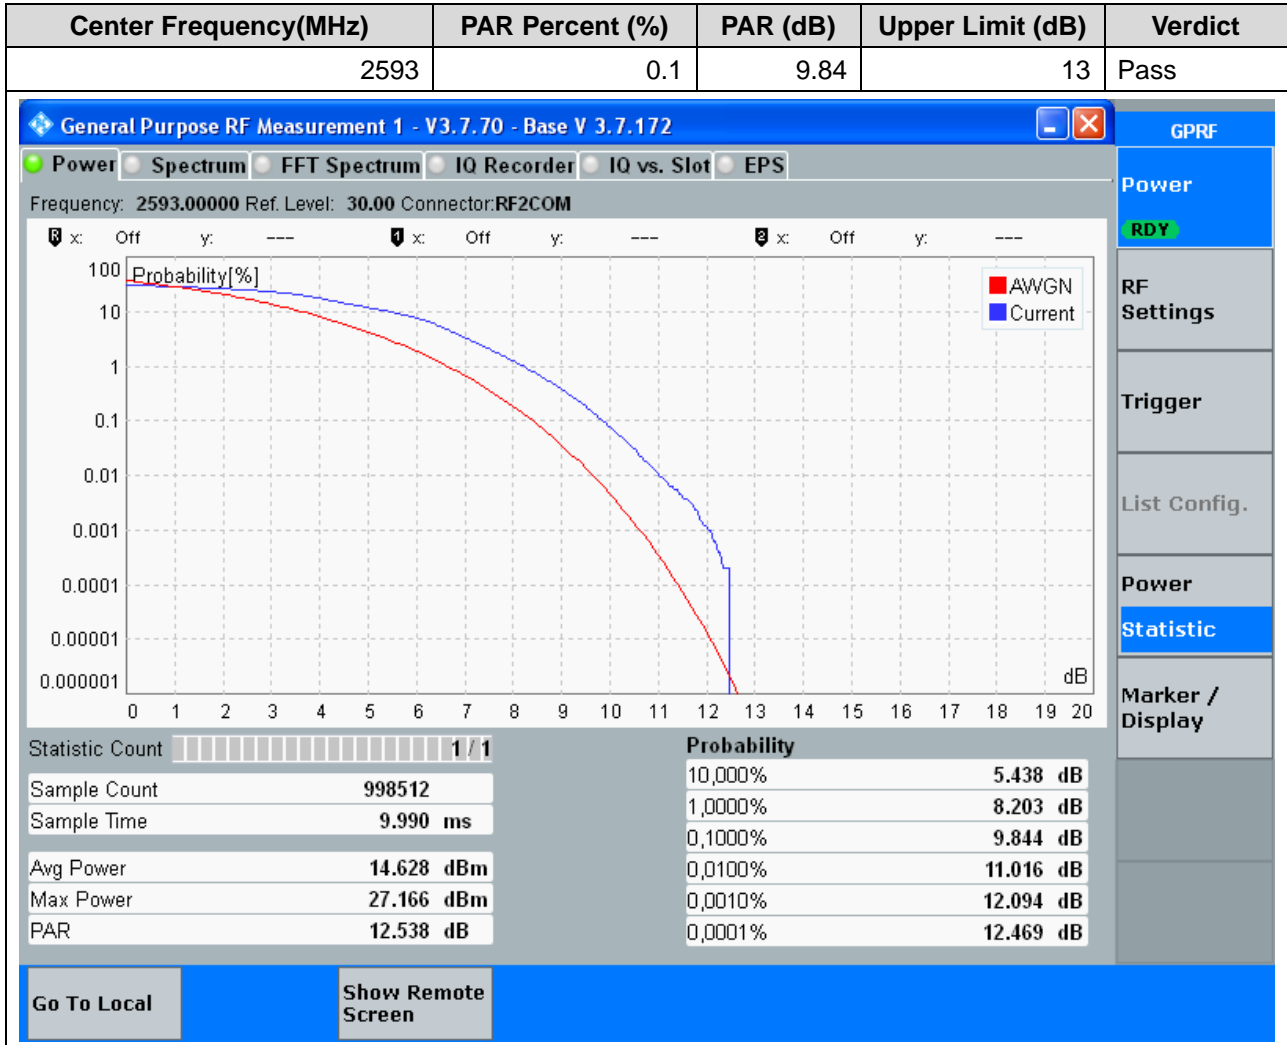 Center Frequency(MHz) PAR Percent (%) PAR (dB) Upper Limit (dB) Verdict
2593 0.1 9.84 13 Pass
General Purpose RF Measurement 1 - V3.7.70 - Base V 3.7.172
GPRF
Power Spectrum FFT Spectrum IQ Recorder IQ vs. Slot EPS
Frequency: 2593.00000 Ref. Level: 30.00 Connector:RF2COM
R x: Off y: --- 1 x: Off y: --- 2 x: Off y: ---
Probability[%]
AWGN
Current
100
10
1
0.1
0.01
0.001
0.0001
0.00001
0.000001
dB
0 1 2 3 4 5 6 7 8 9 10 11 12 13 14 15 16 17 18 19 20
Statistic Count 1 / 1
Sample Count 998512
Sample Time 9.990 ms
Avg Power 14.628 dBm
Max Power 27.166 dBm
PAR 12.538 dB
Probability
10,000% 5.438 dB
1,0000% 8.203 dB
0,1000% 9.844 dB
0,0100% 11.016 dB
0,0010% 12.094 dB
0,0001% 12.469 dB
Power
RDY
RF
Settings
Trigger
List Config.
Power
Statistic
Marker /
Display
Go To Local
Show Remote
Screen